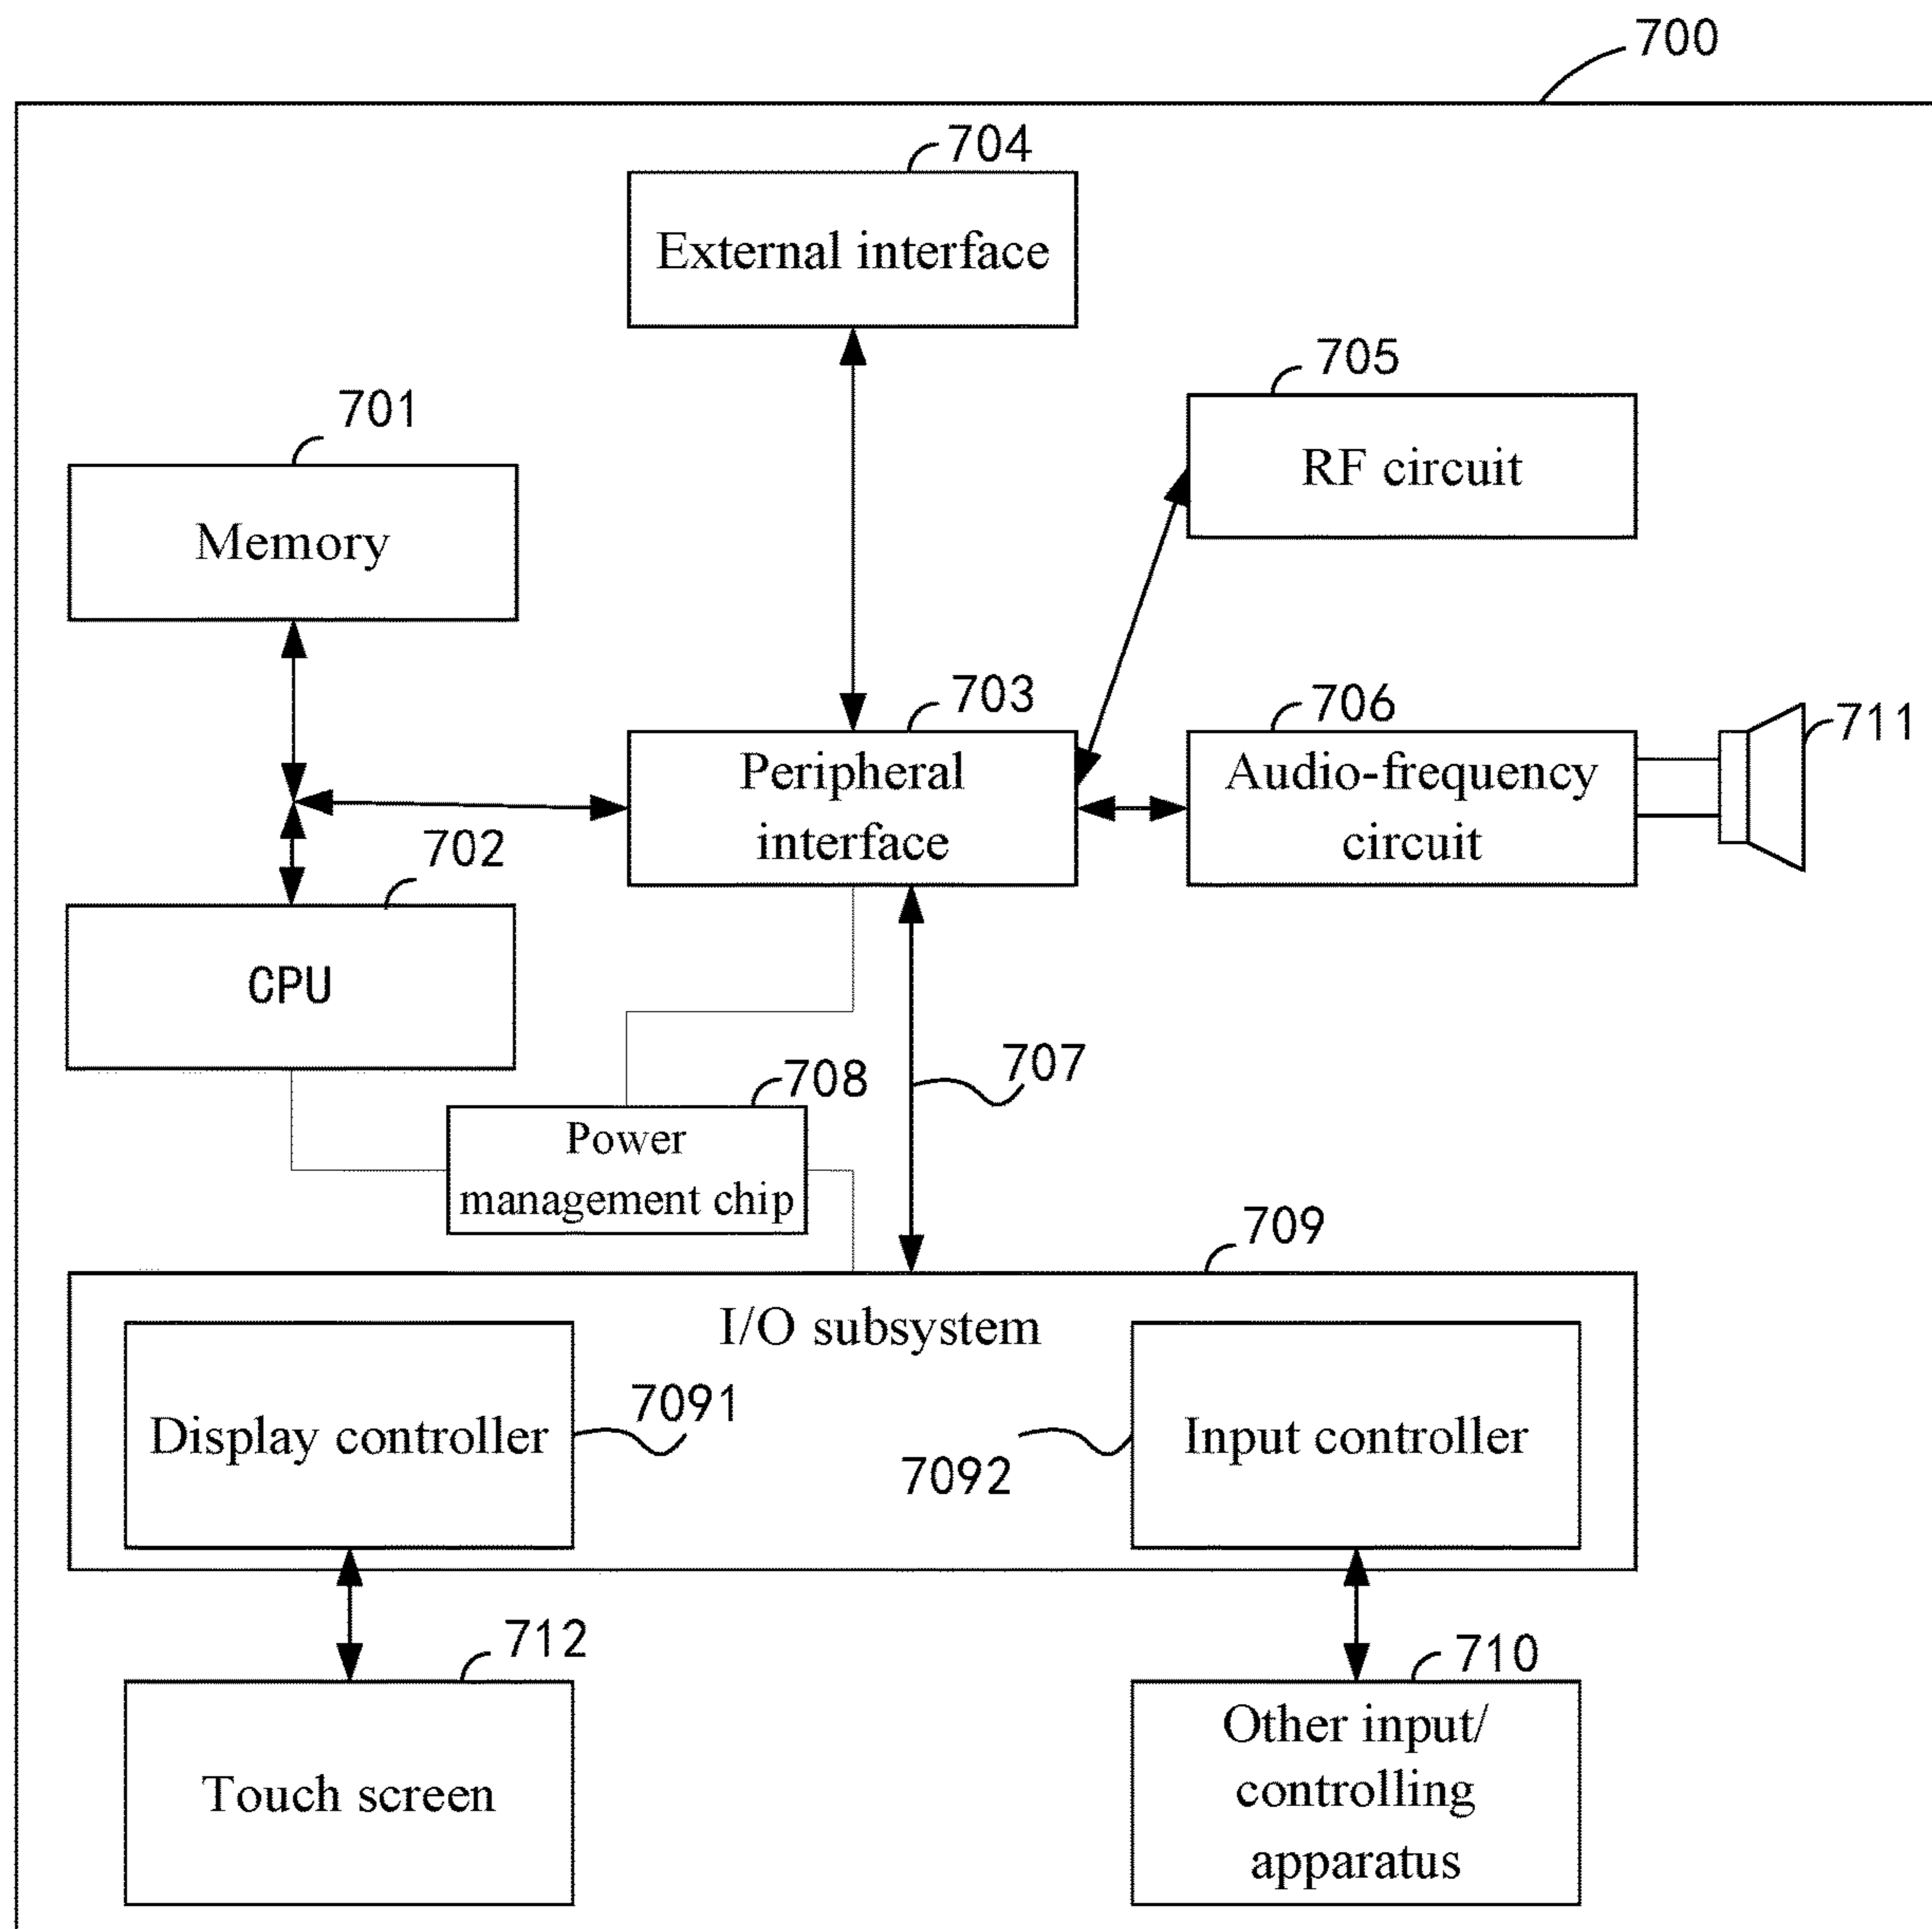 700
704
External interface
705
RF circuit
701
Memory
703
Peripheral
interface
706
Audio-frequency
circuit
711
702
CPU
707
708
Power
management chip
709
I/O subsystem
Display controller
7091
7092
Input controller
712
Touch screen
710
Other input/
controlling
apparatus